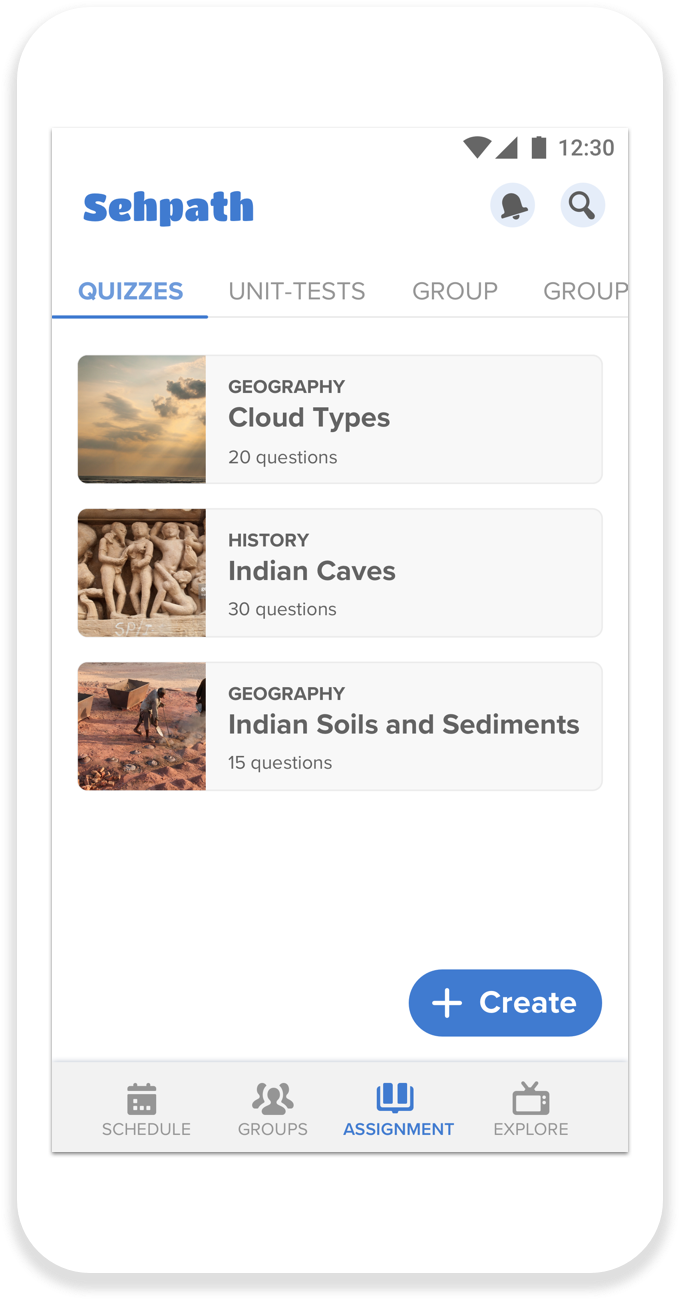 12:30
Sehpath
QUIZZES UNIT-TESTS GROUP GROUP
GEOGRAPHY
Cloud Types
20 questions
HISTORY
Indian Caves
30 questions
GEOGRAPHY
Indian Soils and Sediments
15 questions
+ Create
SCHEDULE GROUPS ASSIGNMENT EXPLORE